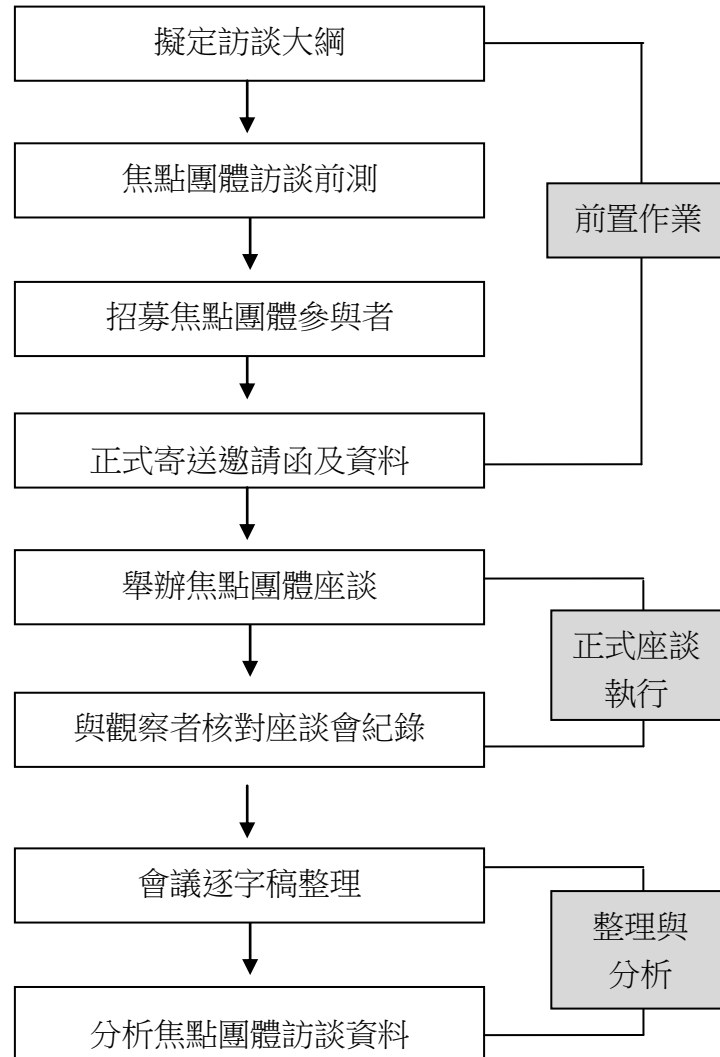 擬定訪談大綱
焦點團體訪談前測
前置作業
招募焦點團體參與者
正式寄送邀請函及資料
舉辦焦點團體座談
正式座談
執行
與觀察者核對座談會紀錄
會議逐字稿整理
整理與
分析
分析焦點團體訪談資料